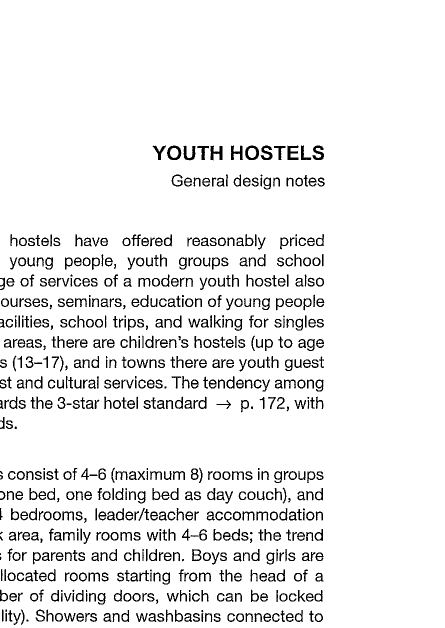 YOUTH HOSTELS
General design notes
hostels have offered reasonably priced
young people, youth groups and school
ge of services of a modern youth hostel also
ourses, seminars, education of young people
acilities, school trips, and walking for singles
areas, there are children's hostels (up to age
s (13–17), and in towns there are youth guest
st and cultural services. The tendency among
ards the 3-star hotel standard → p. 172, with
ds.
s consist of 4–6 (maximum 8) rooms in groups
one bed, one folding bed as day couch), and
bedrooms, leader/teacher accommodation
area, family rooms with 4–6 beds; the trend
s for parents and children. Boys and girls are
llocated rooms starting from the head of a
ber of dividing doors, which can be locked
lity). Showers and washbasins connected to